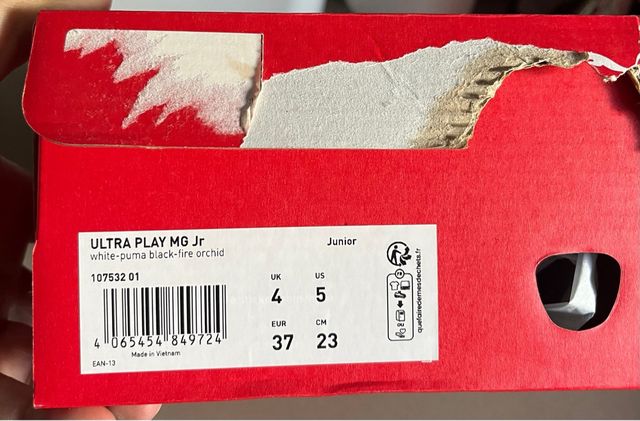 ULTRA PLAY MG Jr
Junior
white-puma black-fire orchid
107532 01
UK US
4 5
EUR CM
37 23
4 065454 849724
Made in Vietnam
EAN-13
quefairedemesdechets.fr
FR